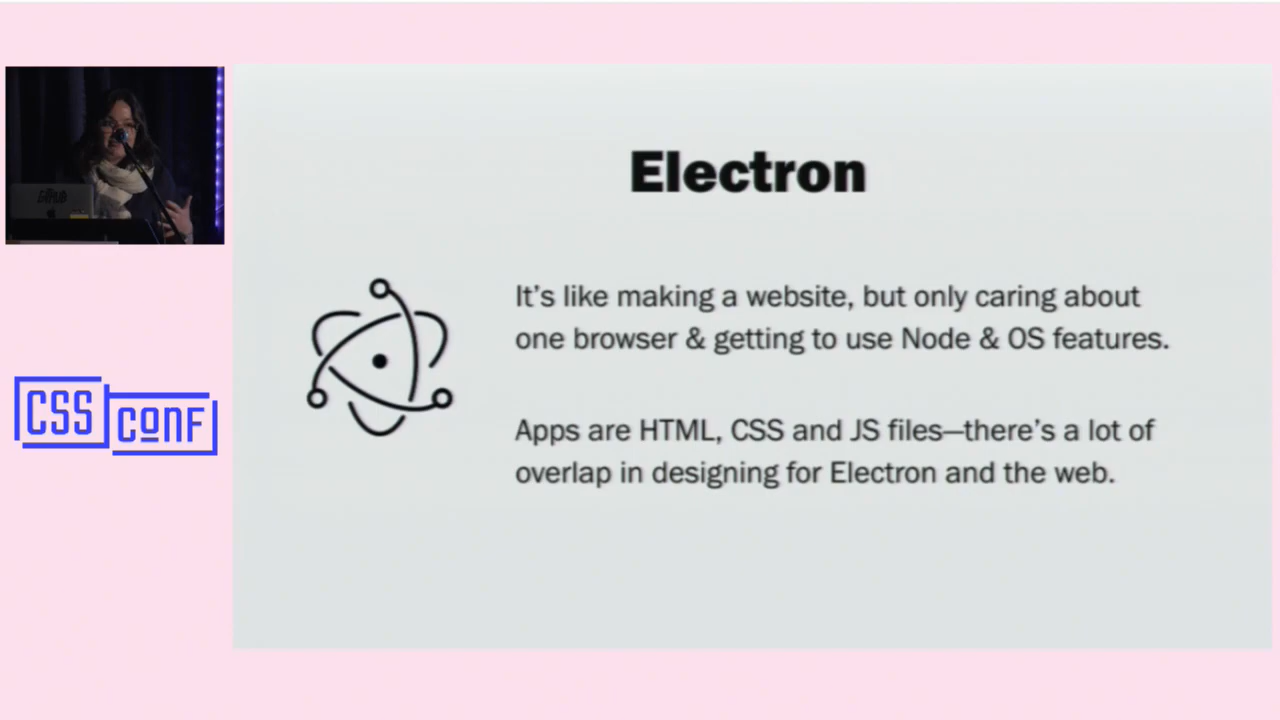 Electron
It’s like making a website, but only caring about
one browser & getting to use Node & OS features.
Apps are HTML, CSS and JS files—there’s a lot of
overlap in designing for Electron and the web.
CSS
CONF